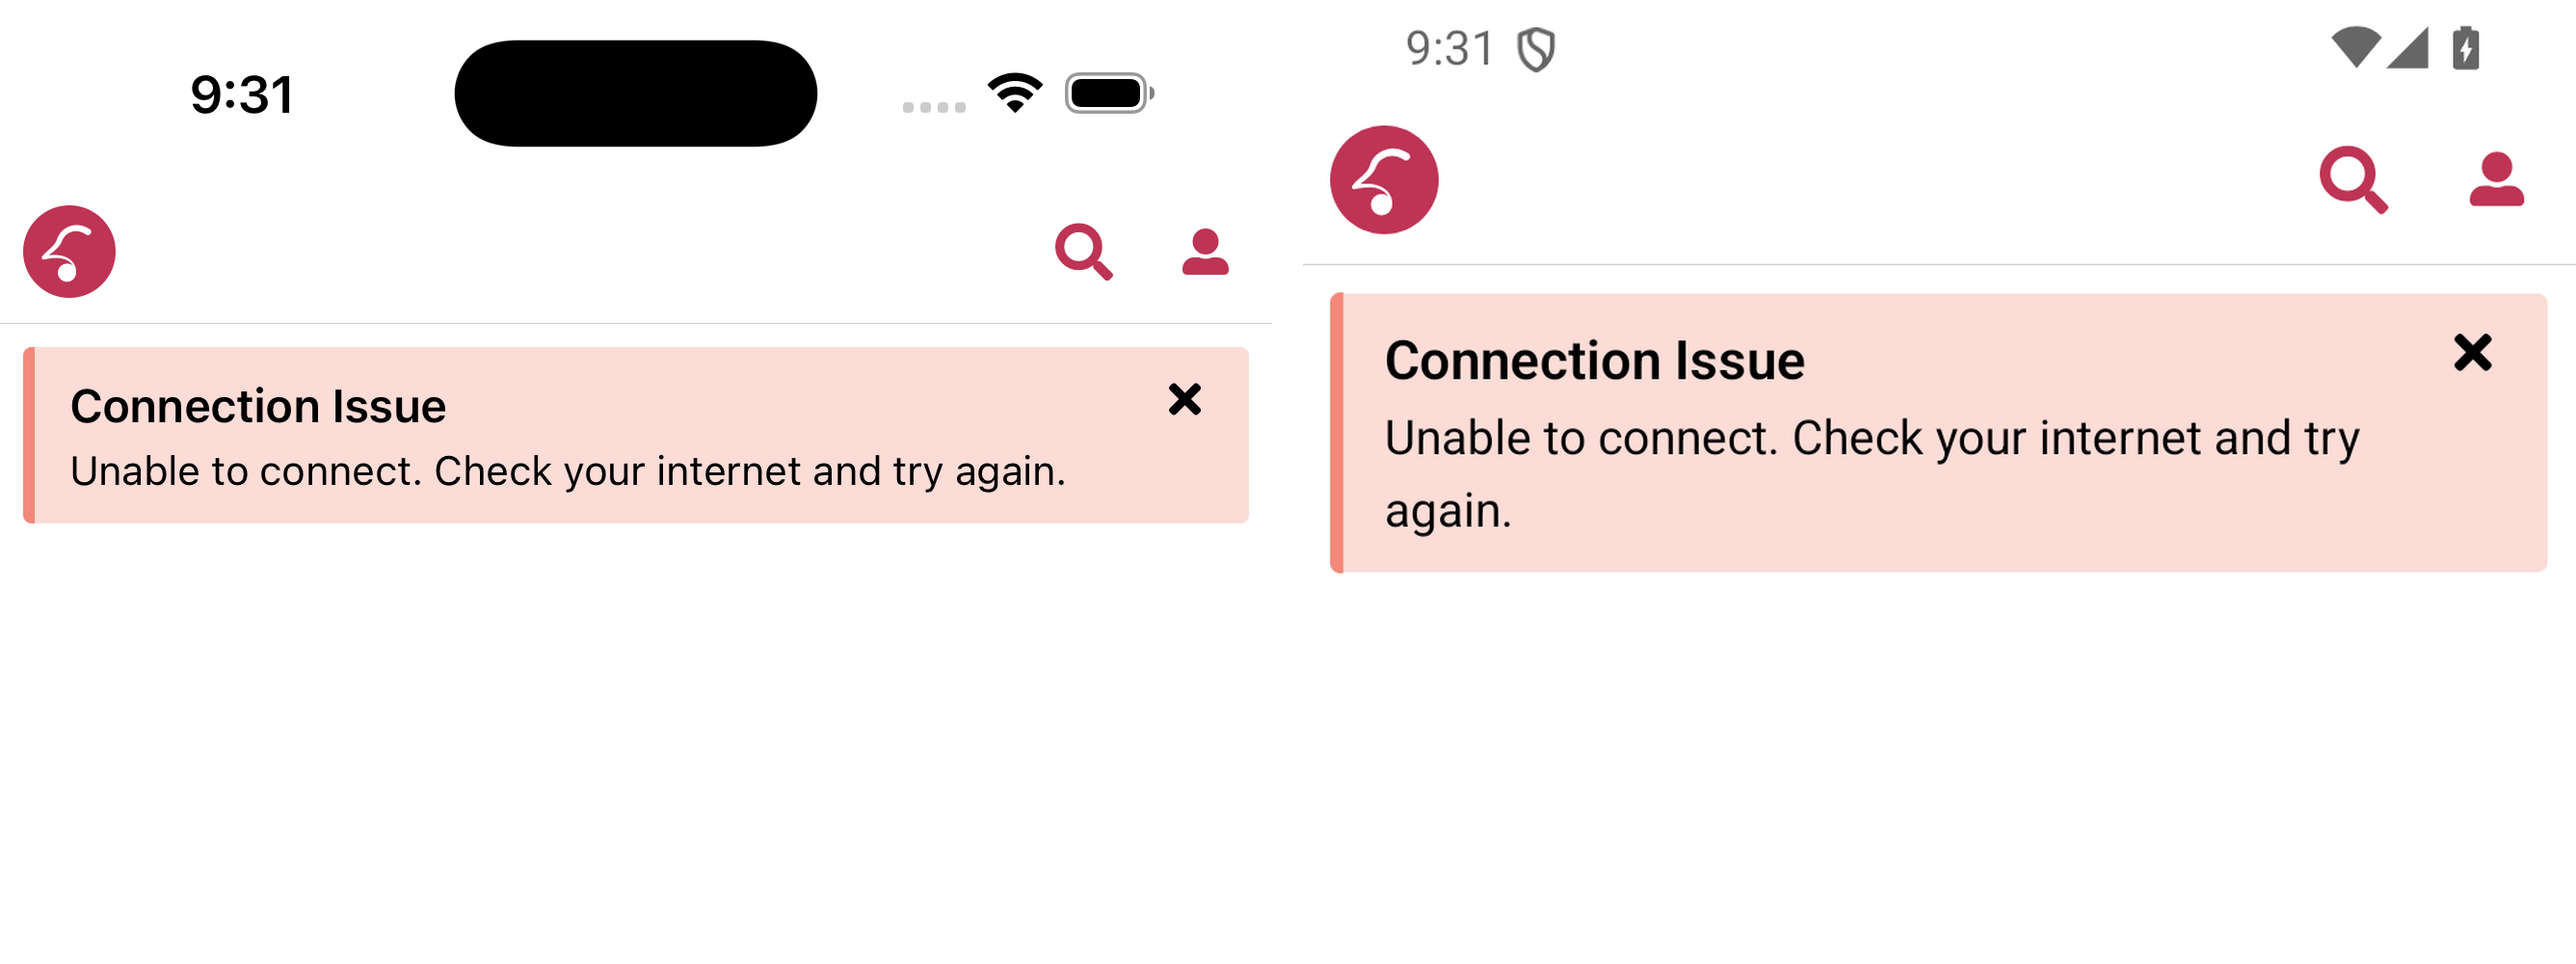 9:31
Connection Issue
Unable to connect. Check your internet and try again.
9:31
Connection Issue
Unable to connect. Check your internet and try
again.